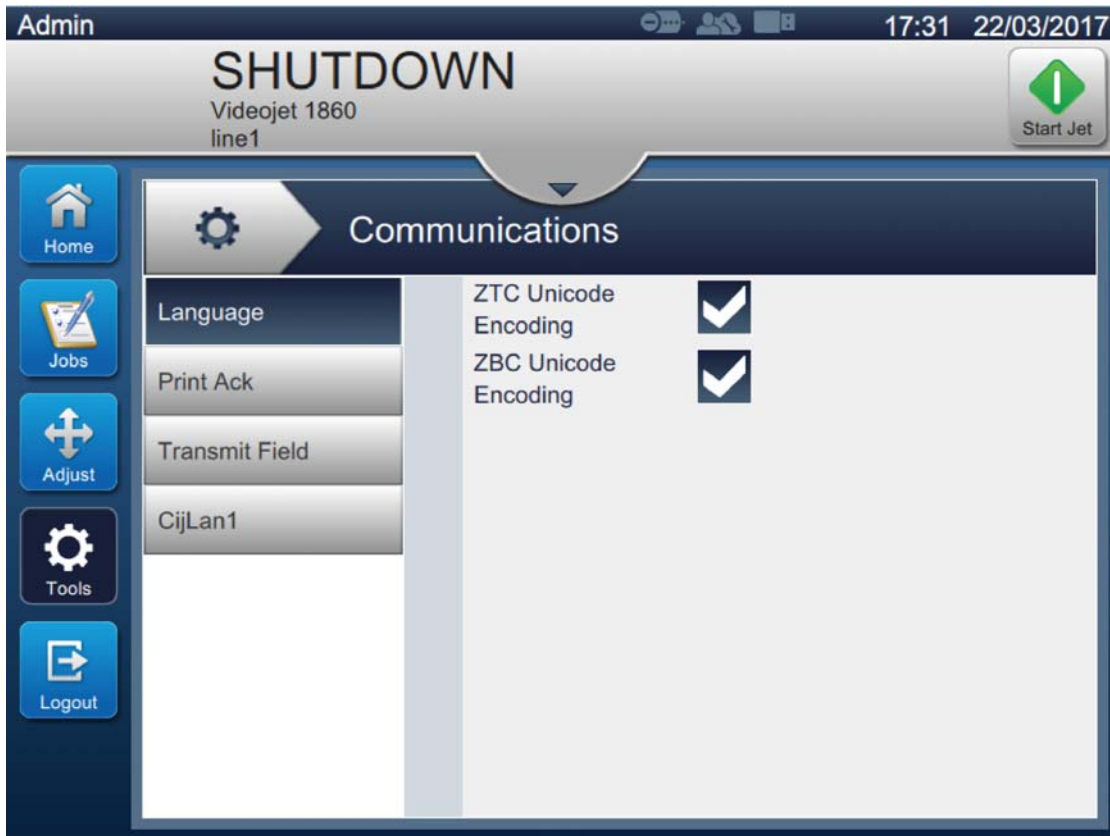 Admin
17:31 22/03/2017
SHUTDOWN
Videojet 1860
line1
Start Jet
Home
Jobs
Adjust
Tools
Logout
Communications
Language
Print Ack
Transmit Field
CijLan1
ZTC Unicode
Encoding
ZBC Unicode
Encoding